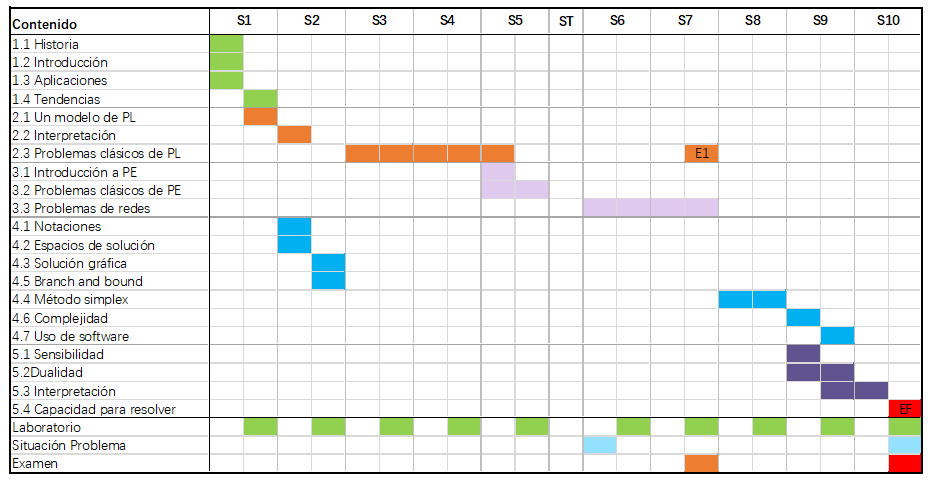 Contenido S1 S2 S3 S4 S5 ST S6 S7 S8 S9 S10
1.1 Historia
1.2 Introducción
1.3 Aplicaciones
1.4 Tendencias
2.1 Un modelo de PL
2.2 Interpretación
2.3 Problemas clásicos de PL E1
3.1 Introducción a PE
3.2 Problemas clásicos de PE
3.3 Problemas de redes
4.1 Notaciones
4.2 Espacios de solución
4.3 Solución gráfica
4.5 Branch and bound
4.4 Método simplex
4.6 Complejidad
4.7 Uso de software
5.1 Sensibilidad
5.2Dualidad
5.3 Interpretación
5.4 Capacidad para resolver EF
Laboratorio
Situación Problema
Examen